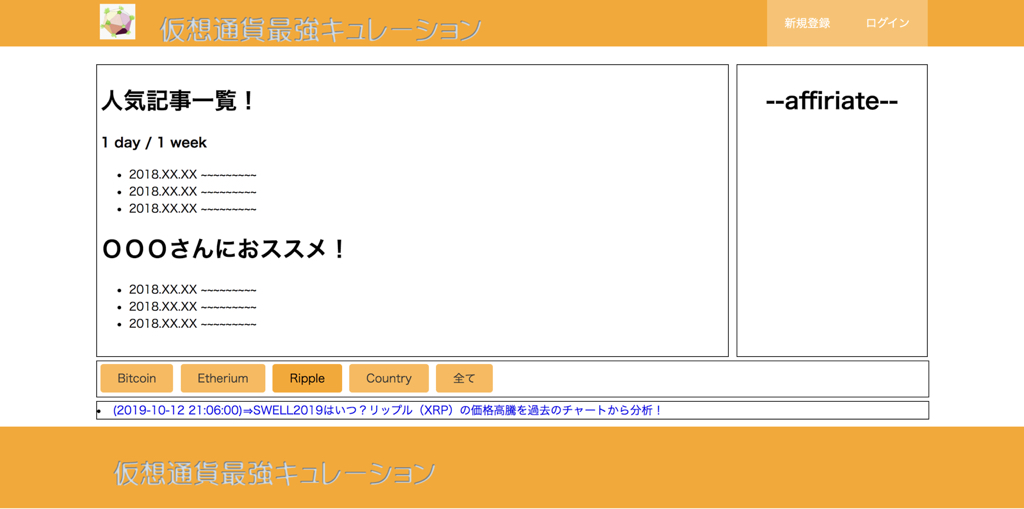 仮想通貨最強キュレーション
新規登録 ログイン
人気記事一覧！
1 day / 1 week
• 2018.XX.XX ~~~~~~~~~
• 2018.XX.XX ~~~~~~~~~
• 2018.XX.XX ~~~~~~~~~
ＯＯＯさんにおススメ！
• 2018.XX.XX ~~~~~~~~~
• 2018.XX.XX ~~~~~~~~~
• 2018.XX.XX ~~~~~~~~~
--affiriate--
Bitcoin Etherium Ripple Country 全て
• (2019-10-12 21:06:00)⇒SWELL2019はいつ？リップル（XRP）の価格高騰を過去のチャートから分析！
仮想通貨最強キュレーション